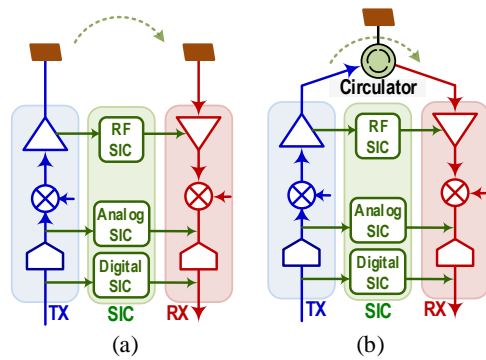 RF
SIC
Analog
SIC
Digital
SIC
TX
SIC
RX
(a)
Circulator
RF
SIC
Analog
SIC
Digital
SIC
TX
SIC
RX
(b)